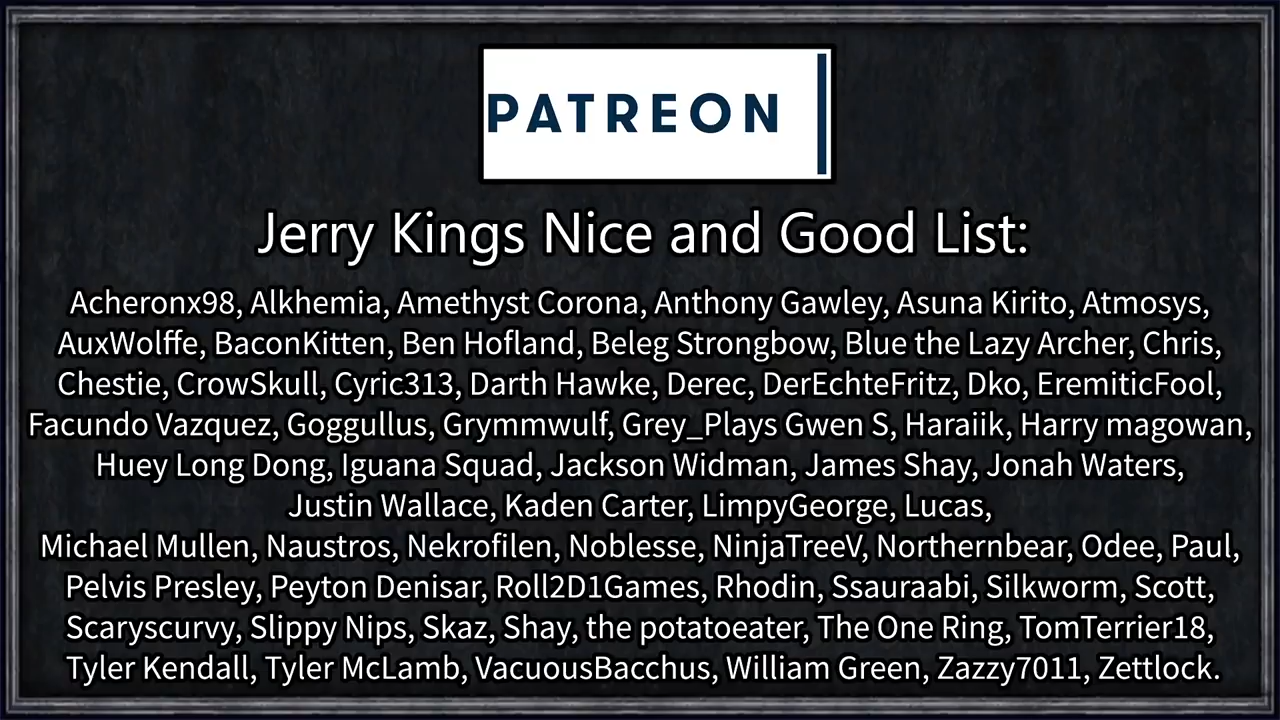 PATREON
Jerry Kings Nice and Good List:
Acheronx98, Alkhemia, Amethyst Corona, Anthony Gawley, Asuna Kirito, Atmosys,
AuxWolffe, BaconKitten, Ben Hofland, Beleg Strongbow, Blue the Lazy Archer, Chris,
Chestie, CrowSkull, Cyric313, Darth Hawke, Derec, DerEchteFritz, Dko, EremiticFool,
Facundo Vazquez, Goggullus, Grymmwulf, Grey_Plays Gwen S, Haraiik, Harry magowan,
Huey Long Dong, Iguana Squad, Jackson Widman, James Shay, Jonah Waters,
Justin Wallace, Kaden Carter, LimpyGeorge, Lucas,
Michael Mullen, Naustros, Nekrofilen, Noblesse, NinjaTreeV, Northernbear, Odee, Paul,
Pelvis Presley, Peyton Denisar, Roll2D1Games, Rhodin, Ssauraabi, Silkworm, Scott,
Scaryscurvy, Slippy Nips, Skaz, Shay, the potatoeater, The One Ring, TomTerrier18,
Tyler Kendall, Tyler McLamb, VacuousBacchus, William Green, Zazzy7011, Zettlock.